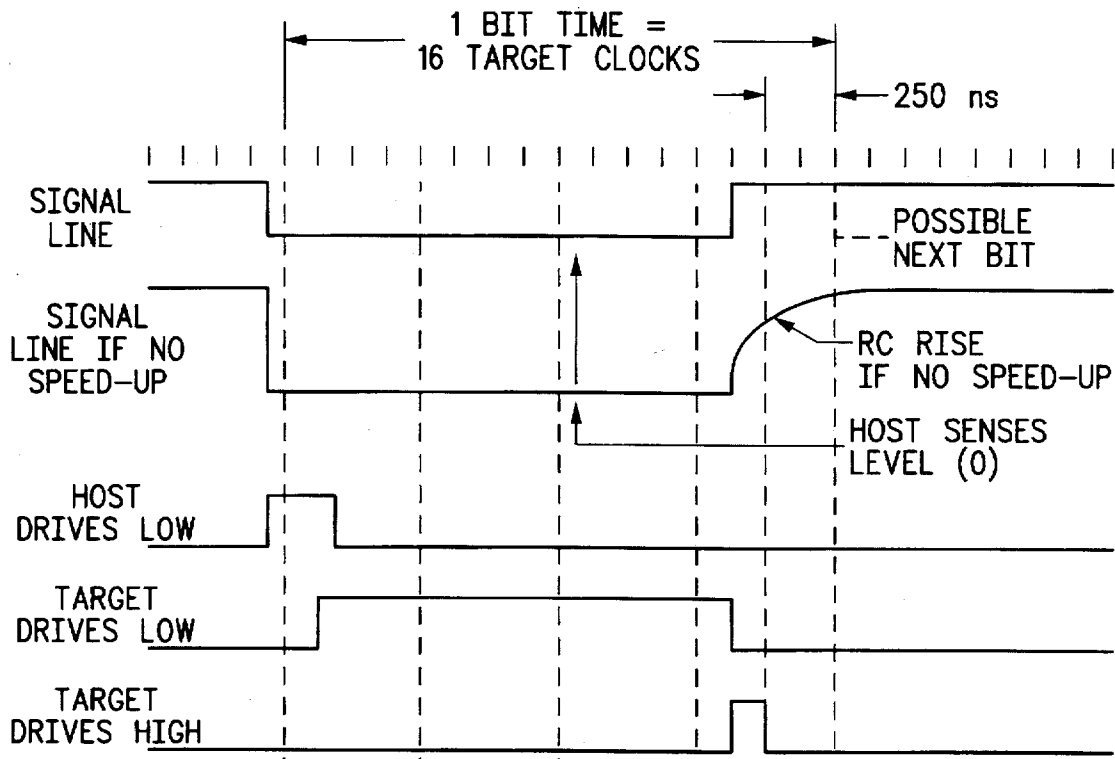 1 BIT TIME =
16 TARGET CLOCKS
250 ns
SIGNAL
LINE
POSSIBLE
NEXT BIT
SIGNAL
LINE IF NO
SPEED-UP
RC RISE
IF NO SPEED-UP
HOST SENSES
LEVEL (0)
HOST
DRIVES LOW
TARGET
DRIVES LOW
TARGET
DRIVES HIGH